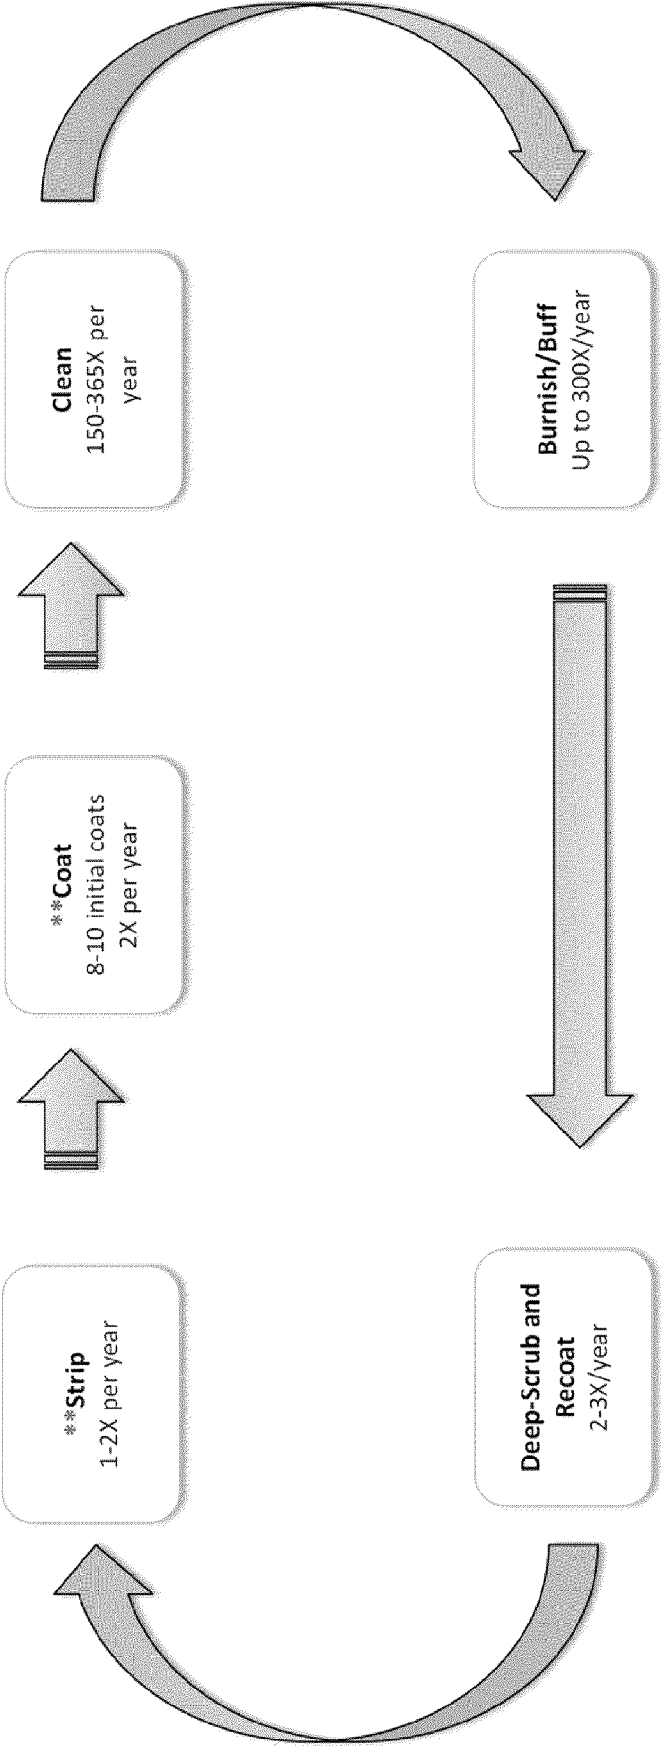 **Strip
1-2X per year
**Coat
8-10 initial coats
2X per year
Clean
150-365X per
year
Burnish/Buff
Up to 300X/year
Deep-Scrub and
Recoat
2-3X/year